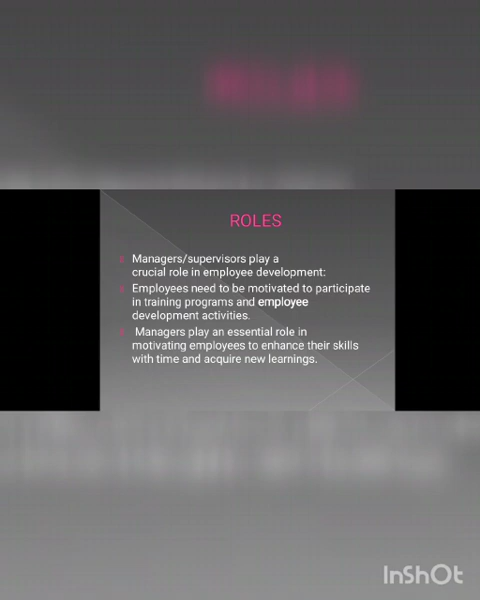 ROLES
Managers/supervisors play a
crucial role in employee development:
Employees need to be motivated to participate
in training programs and employee
development activities.
Managers play an essential role in
motivating employees to enhance their skills
with time and acquire new learnings.
InShOt